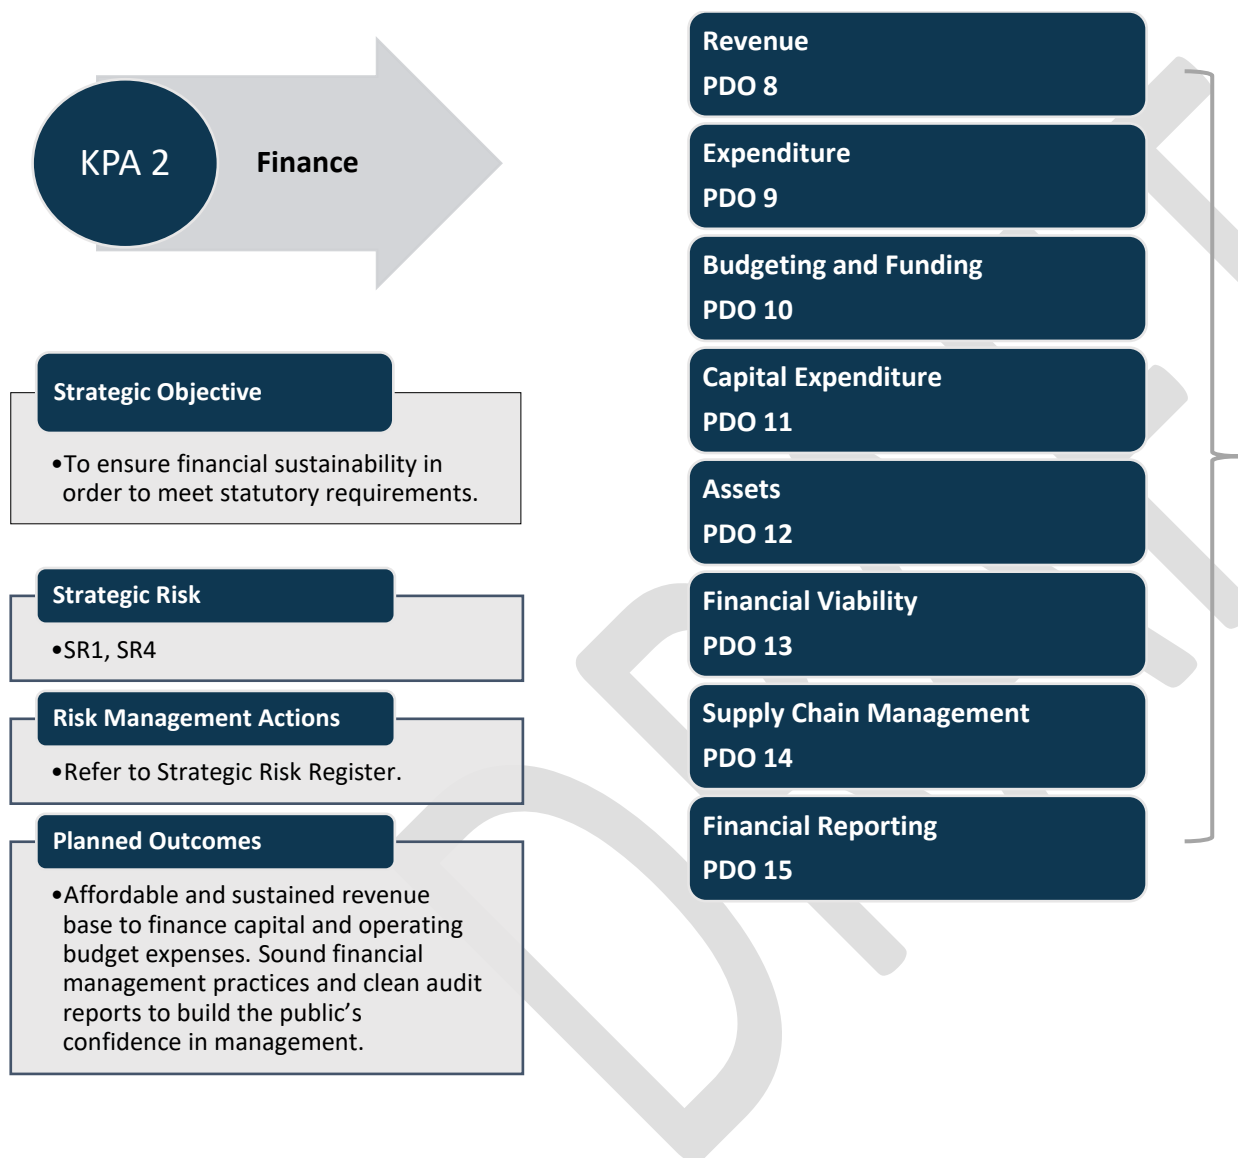 KPA 2
Finance
Strategic Objective
•To ensure financial sustainability in
order to meet statutory requirements.
Strategic Risk
•SR1, SR4
Risk Management Actions
•Refer to Strategic Risk Register.
Planned Outcomes
•Affordable and sustained revenue
base to finance capital and operating
budget expenses. Sound financial
management practices and clean audit
reports to build the public’s
confidence in management.
Revenue
PDO 8
Expenditure
PDO 9
Budgeting and Funding
PDO 10
Capital Expenditure
PDO 11
Assets
PDO 12
Financial Viability
PDO 13
Supply Chain Management
PDO 14
Financial Reporting
PDO 15
DRAFT